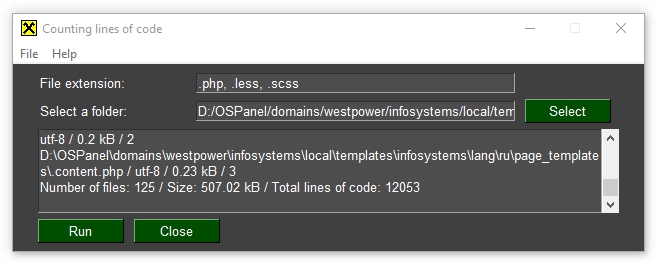 Counting lines of code
File Help
File extension: .php, .less, .scss
Select a folder: D:/OSPanel/domains/westpower/infosystems/local/tem Select
utf-8 / 0.2 kB / 2
D:\OSPanel\domains\westpower\infosystems\local\templates\infosystems\lang\ru\page_template
s\.content.php / utf-8 / 0.23 kB / 3
Number of files: 125 / Size: 507.02 kB / Total lines of code: 12053
Run Close